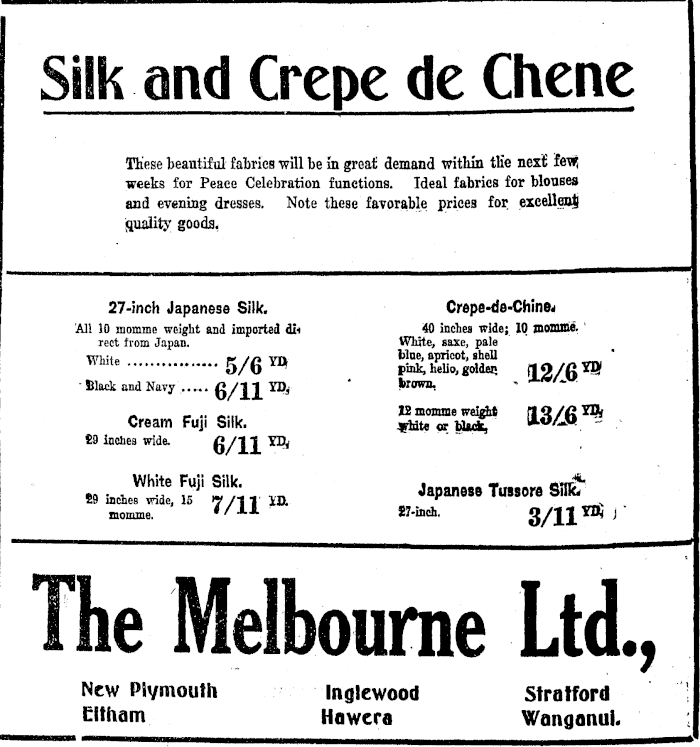 Silk and Crepe de Chene
These beautiful fabrics will be in great demand within the next few
weeks for Peace Celebration functions. Ideal fabrics for blouses
and evening dresses. Note these favorable prices for excellent
quality goods.
27-inch Japanese Silk.
All 10 momme weight and imported di-
rect from Japan.
White ................ 5/6 YD.
Black and Navy ..... 6/11 YD.
Cream Fuji Silk.
29 inches wide. 6/11 YD.
White Fuji Silk.
29 inches wide, 15 7/11 YD.
momme.
Crepe-de-Chine.
40 inches wide; 10 momme.
White, saxe, pale
blue, apricot, shell
pink, helio, golden 12/6 YD.
brown.
12 momme weight 13/6 YD.
white or black,
Japanese Tussore Silk.
27-inch. 3/11 YD.
The Melbourne Ltd.,
New Plymouth Inglewood Stratford
Eltham Hawera Wanganui.